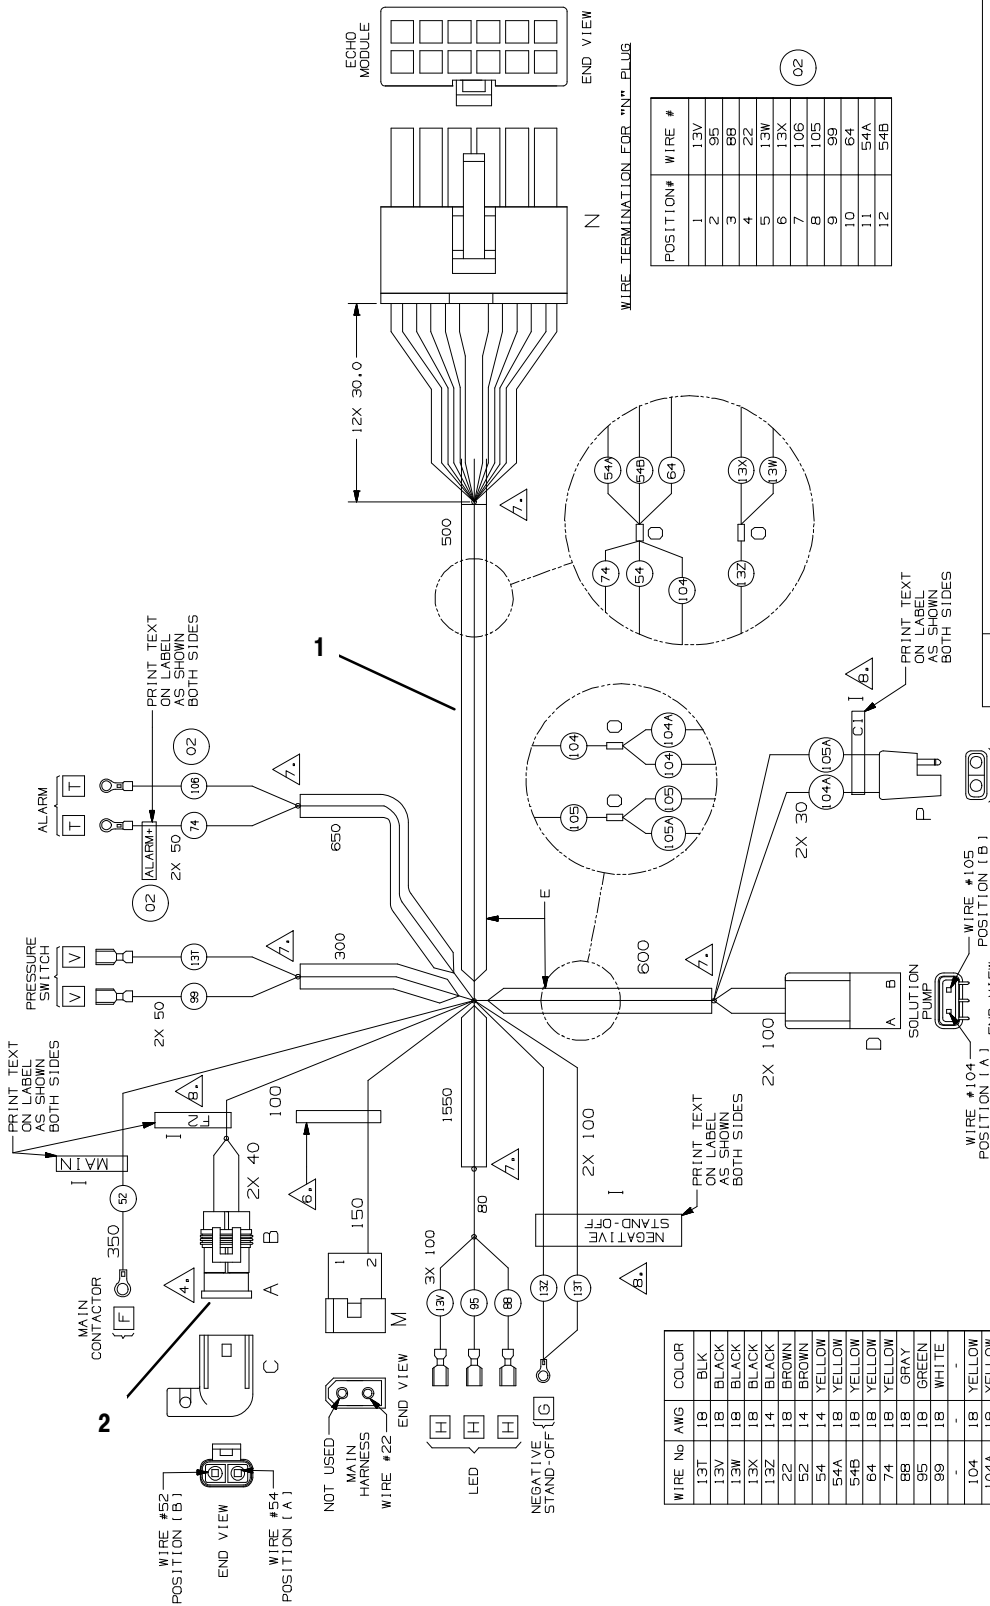 ECHO
MODULE
END VIEW
N
12X 30.0
500
7.
WIRE TERMINATION FOR "N" PLUG
POSITION# WIRE #
1 13V
2 95
3 88
4 22
5 13W
6 13X
7 106
8 105
9 99
10 64
11 54A
12 54B
02
54A
54B
64
74
54
104
O
13X
13W
13Z
O
1
ALARM
T
T
ALARM+
PRINT TEXT
ON LABEL
AS SHOWN
BOTH SIDES
02
02
2X 50
74
106
7.
650
PRESSURE
SWITCH
V
V
2X 50
99
13T
7.
300
PRINT TEXT
ON LABEL
AS SHOWN
BOTH SIDES
MAIN
I
F2
I
8.
MAIN
CONTACTOR
F
350
52
100
2X 40
4.
A
B
C
2
WIRE #52
POSITION [B]
END VIEW
WIRE #54
POSITION [A]
6.
150
1
2
M
NOT USED
MAIN
HARNESS
WIRE #22
END VIEW
1550
7.
80
3X 100
13V
95
88
H
H
H
LED
2X 100
13Z
13T
G
NEGATIVE
STAND-OFF
I
NEGATIVE
STAND-OFF
8.
PRINT TEXT
ON LABEL
AS SHOWN
BOTH SIDES
E
104
104A
104
O
105
105
105A
O
600
7.
2X 100
A
B
D
SOLUTION
PUMP
WIRE #104
POSITION [A]
WIRE #105
POSITION [B]
END VIEW
2X 30
104A
105A
C1
I
8.
P
PRINT TEXT
ON LABEL
AS SHOWN
BOTH SIDES
WIRE No AWG COLOR
13T 18 BLK
13V 18 BLACK
13W 18 BLACK
13X 18 BLACK
13Z 14 BLACK
22 18 BROWN
52 14 BROWN
54 14 YELLOW
54A 18 YELLOW
54B 18 YELLOW
64 18 YELLOW
74 18 YELLOW
88 18 GRAY
95 18 GREEN
99 18 WHITE
- - -
104 18 YELLOW
104A 18 YELLOW